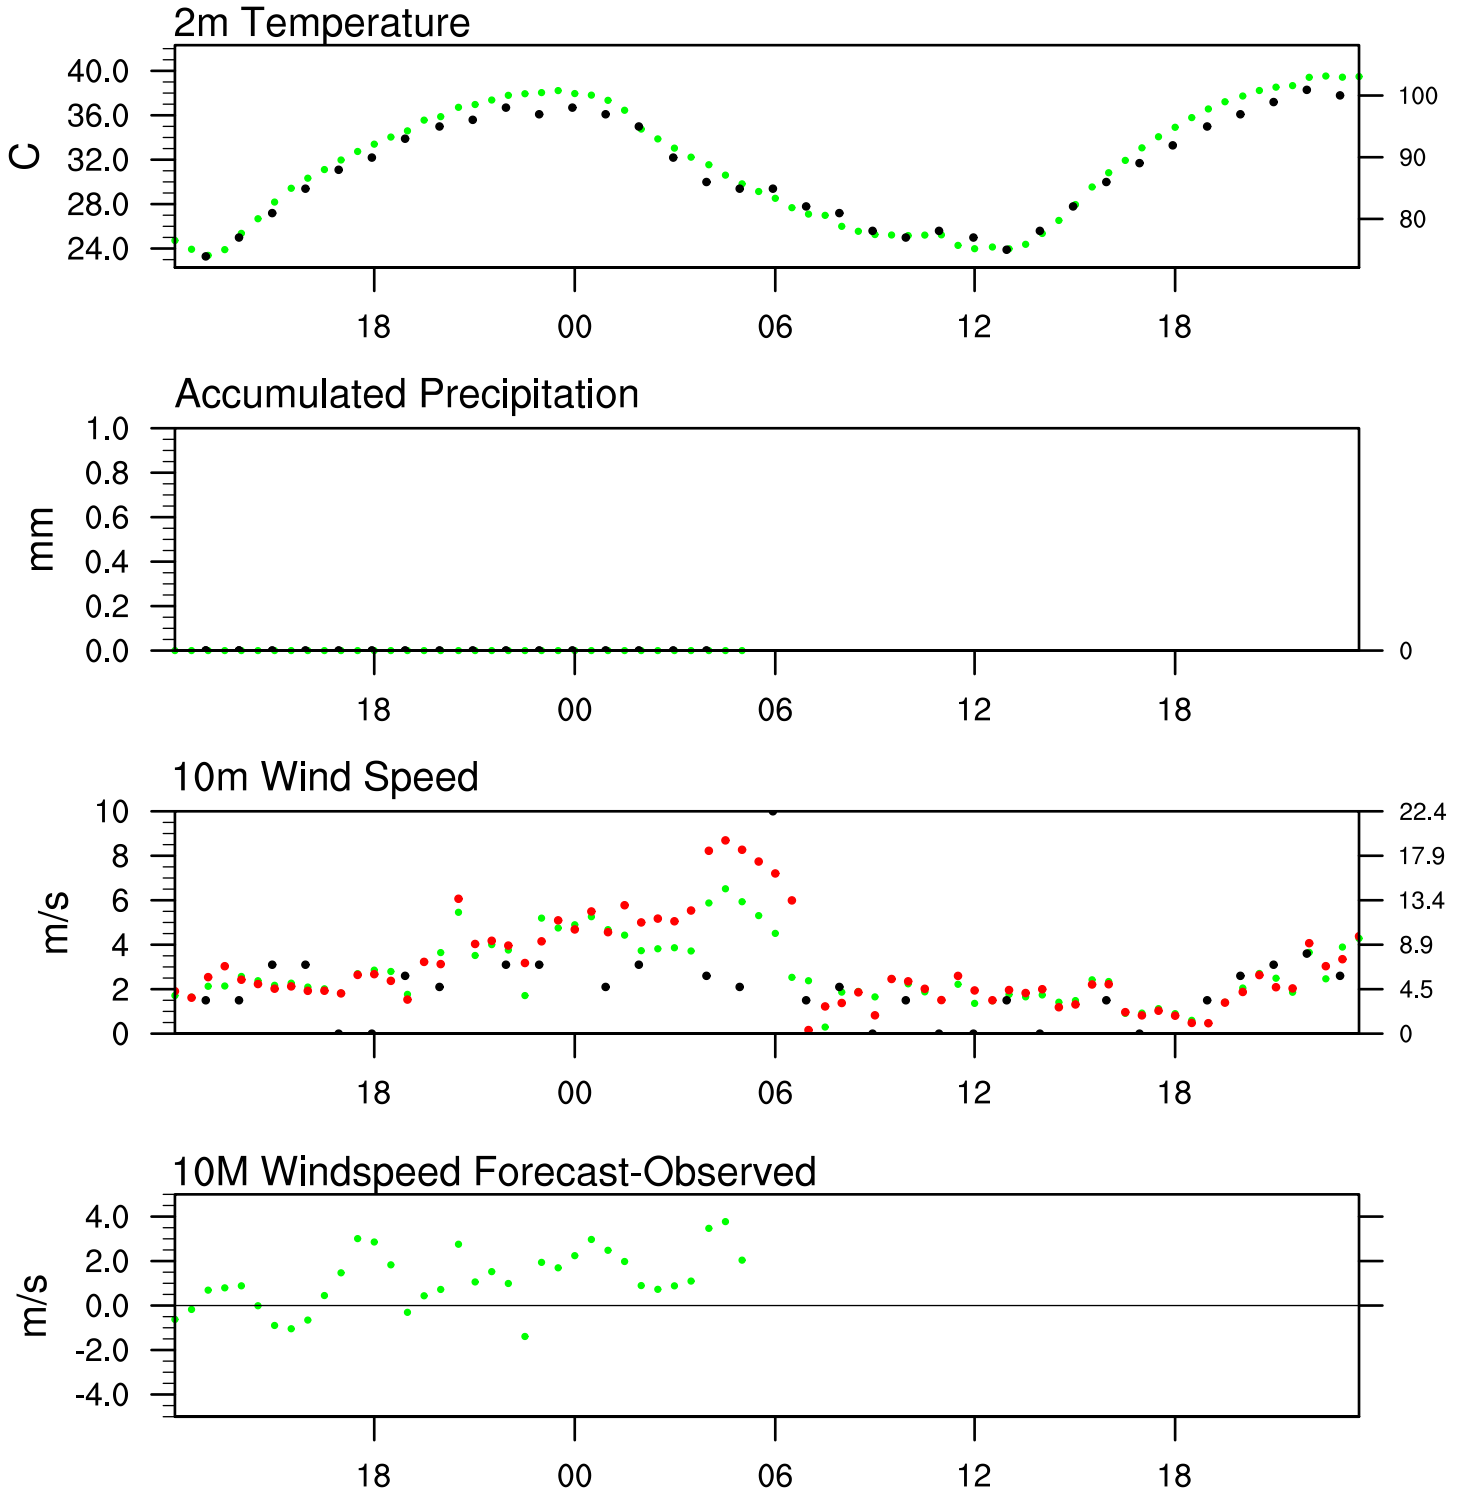 2m Temperature
40.0
36.0
32.0
28.0
24.0
C
100
90
80
18 00 06 12 18
Accumulated Precipitation
1.0
0.8
0.6
0.4
0.2
0.0
mm
0
18 00 06 12 18
10m Wind Speed
10
8
6
4
2
0
m/s
22.4
17.9
13.4
8.9
4.5
0
18 00 06 12 18
10M Windspeed Forecast-Observed
4.0
2.0
0.0
-2.0
-4.0
m/s
18 00 06 12 18